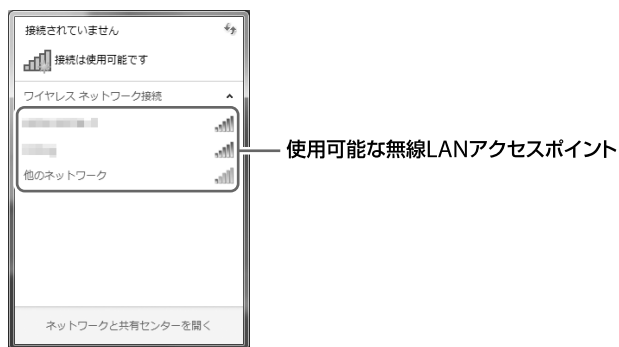 接続されていません
接続は使用可能です
ワイヤレス ネットワーク接続
他のネットワーク
使用可能な無線LANアクセスポイント
ネットワークと共有センターを開く